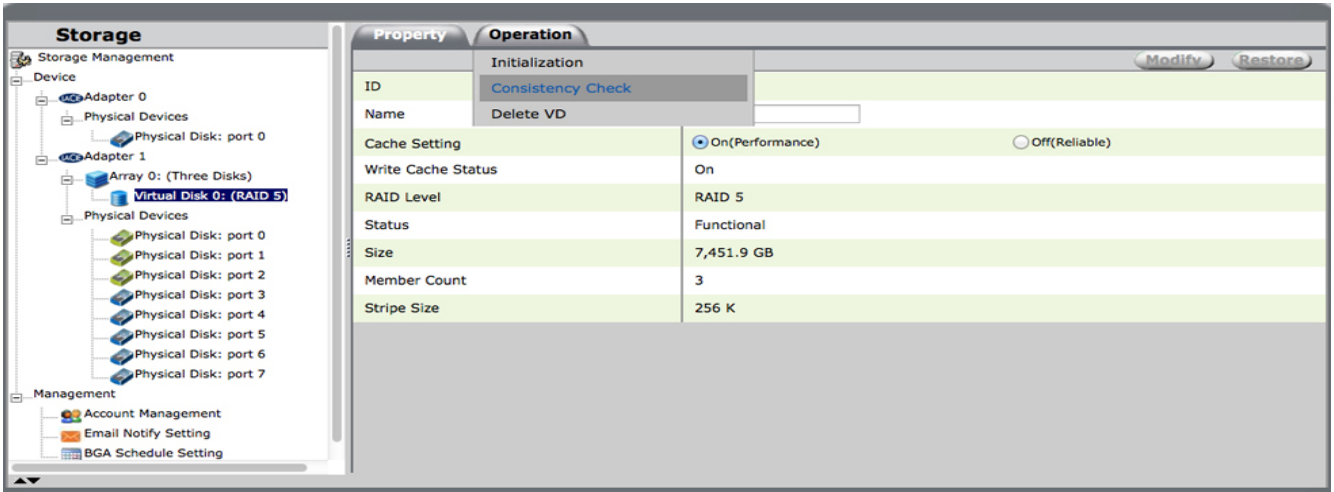 Storage
Storage Management
Device
Adapter 0
Physical Devices
Physical Disk: port 0
Adapter 1
Array 0: (Three Disks)
Virtual Disk 0: (RAID 5)
Physical Devices
Physical Disk: port 0
Physical Disk: port 1
Physical Disk: port 2
Physical Disk: port 3
Physical Disk: port 4
Physical Disk: port 5
Physical Disk: port 6
Physical Disk: port 7
Management
Account Management
Email Notify Setting
BGA Schedule Setting
Property Operation
Initialization
Consistency Check
Delete VD
Modify Restore
ID
Name
Cache Setting On(Performance) Off(Reliable)
Write Cache Status On
RAID Level RAID 5
Status Functional
Size 7,451.9 GB
Member Count 3
Stripe Size 256 K